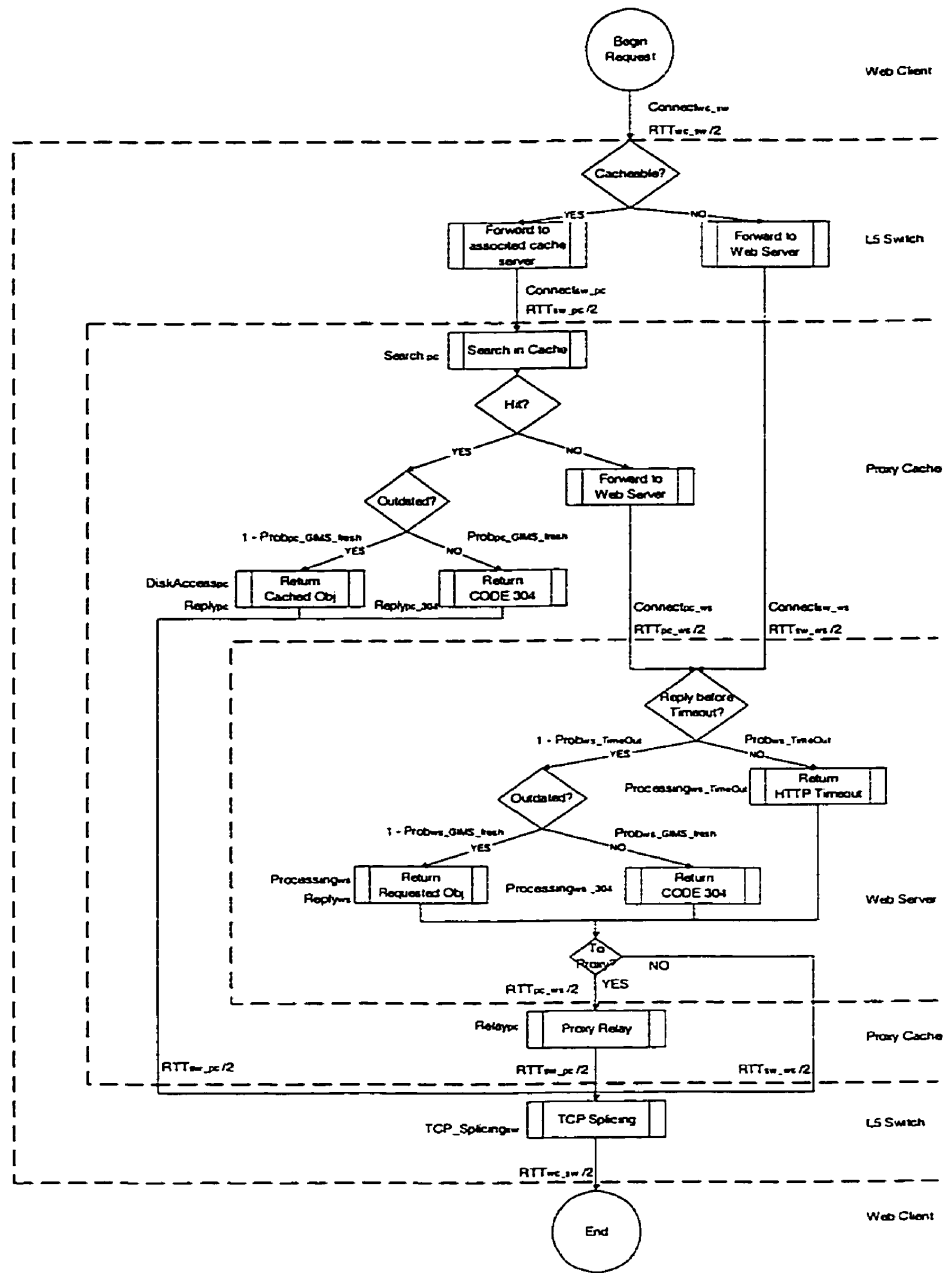 Begin
Request
Web Client
Connectwc_sw
RTTwc_sw/2
Cacheable?
YES
NO
Forward to
associted cache
server
Forward to
Web Server
L5 Switch
Connectsw_pc
RTTsw_pc/2
Search pc
Search in Cache
Hit?
YES
NO
Proxy Cache
Outdated?
Forward to
Web Server
1 - Probpc_GIMS_fresh
YES
NO
Probpc_GIMS_fresh
DiskAccesspc
Return
Cached Obj
Return
CODE 304
Replypc
Replypc_304
Connectpc_ws
RTTpc_ws/2
Connectsw_ws
RTTsw_ws/2
Reply before
Timeout?
1 - Probws_TimeOut
YES
NO
Probws_TimeOut
Outdated?
Processingws_TimeOut
Return
HTTP Timeout
1 - Probws_GIMS_fresh
YES
NO
Probws_GIMS_fresh
Processingws
Replyws
Return
Requested Obj
Processingws_304
Return
CODE 304
Web Server
To
Proxy?
NO
RTTpc_ws/2
YES
Relaypc
Proxy Relay
Proxy Cache
RTTsw_pc/2
RTTsw_pc/2
RTTsw_ws/2
TCP_Splicingsw
TCP Splicing
L5 Switch
RTTwc_sw/2
Web Client
End